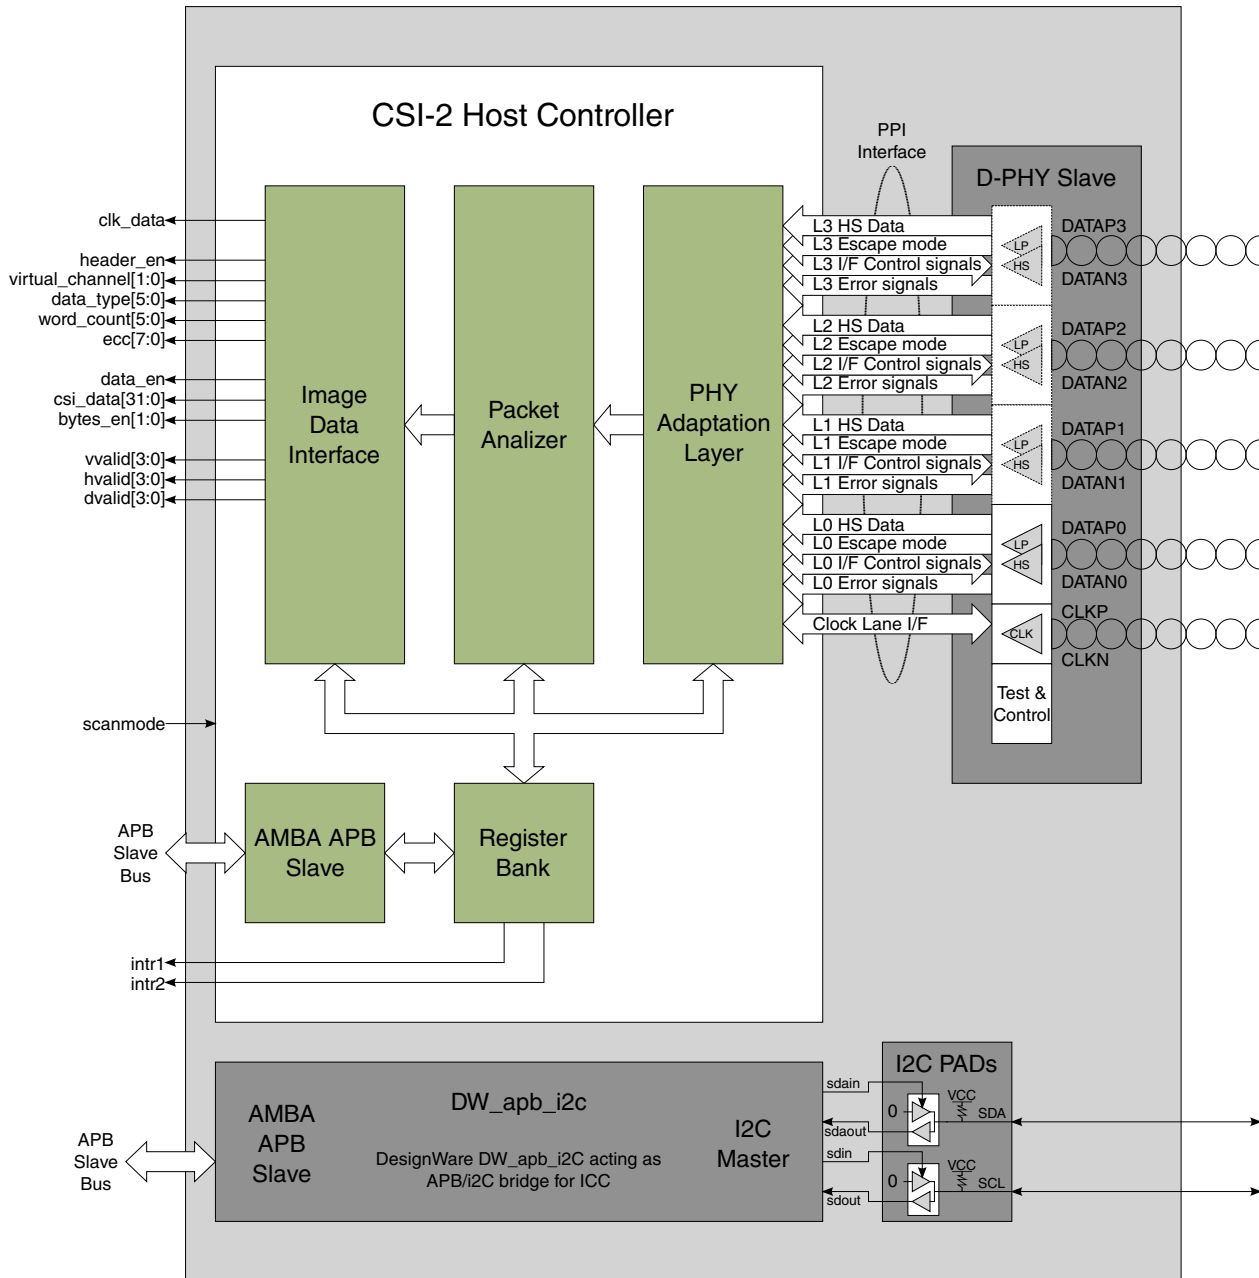 CSI-2 Host Controller
PPI
Interface
D-PHY Slave
clk_data
header_en
virtual_channel[1:0]
data_type[5:0]
word_count[5:0]
ecc[7:0]
data_en
csi_data[31:0]
bytes_en[1:0]
vvalid[3:0]
hvalid[3:0]
dvalid[3:0]
Image
Data
Interface
Packet
Analizer
PHY
Adaptation
Layer
L3 HS Data
L3 Escape mode
L3 I/F Control signals
L3 Error signals
L2 HS Data
L2 Escape mode
L2 I/F Control signals
L2 Error signals
L1 HS Data
L1 Escape mode
L1 I/F Control signals
L1 Error signals
L0 HS Data
L0 Escape mode
L0 I/F Control signals
L0 Error signals
Clock Lane I/F
LP
HS
LP
HS
LP
HS
LP
HS
CLK
DATAP3
DATAN3
DATAP2
DATAN2
DATAP1
DATAN1
DATAP0
DATAN0
CLKP
CLKN
Test &
Control
scanmode
APB
Slave
Bus
AMBA APB
Slave
Register
Bank
intr1
intr2
APB
Slave
Bus
AMBA
APB
Slave
DW_apb_i2c
DesignWare DW_apb_i2C acting as
APB/i2C bridge for ICC
I2C
Master
sdain
sdaout
sdin
sdout
I2C PADs
0
VCC
SDA
0
VCC
SCL